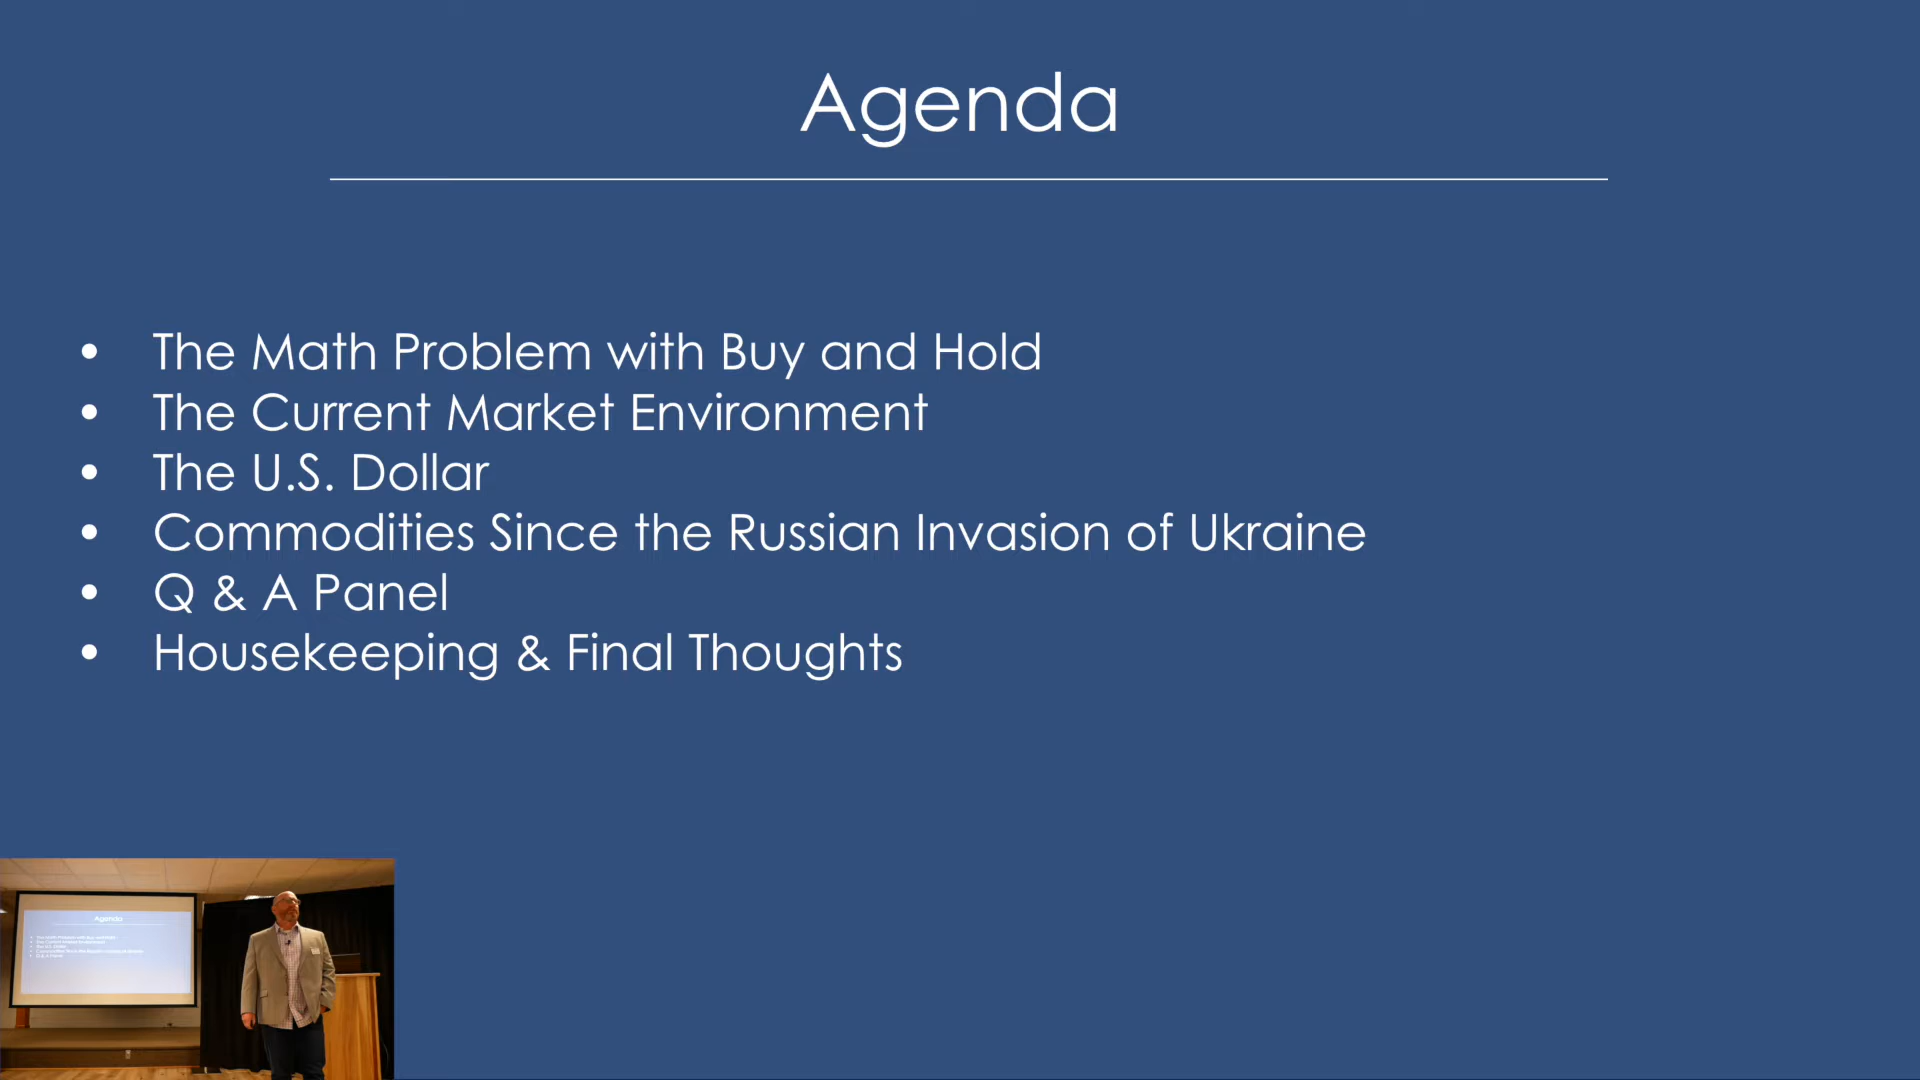 Agenda
• The Math Problem with Buy and Hold
• The Current Market Environment
• The U.S. Dollar
• Commodities Since the Russian Invasion of Ukraine
• Q & A Panel
• Housekeeping & Final Thoughts
Agenda